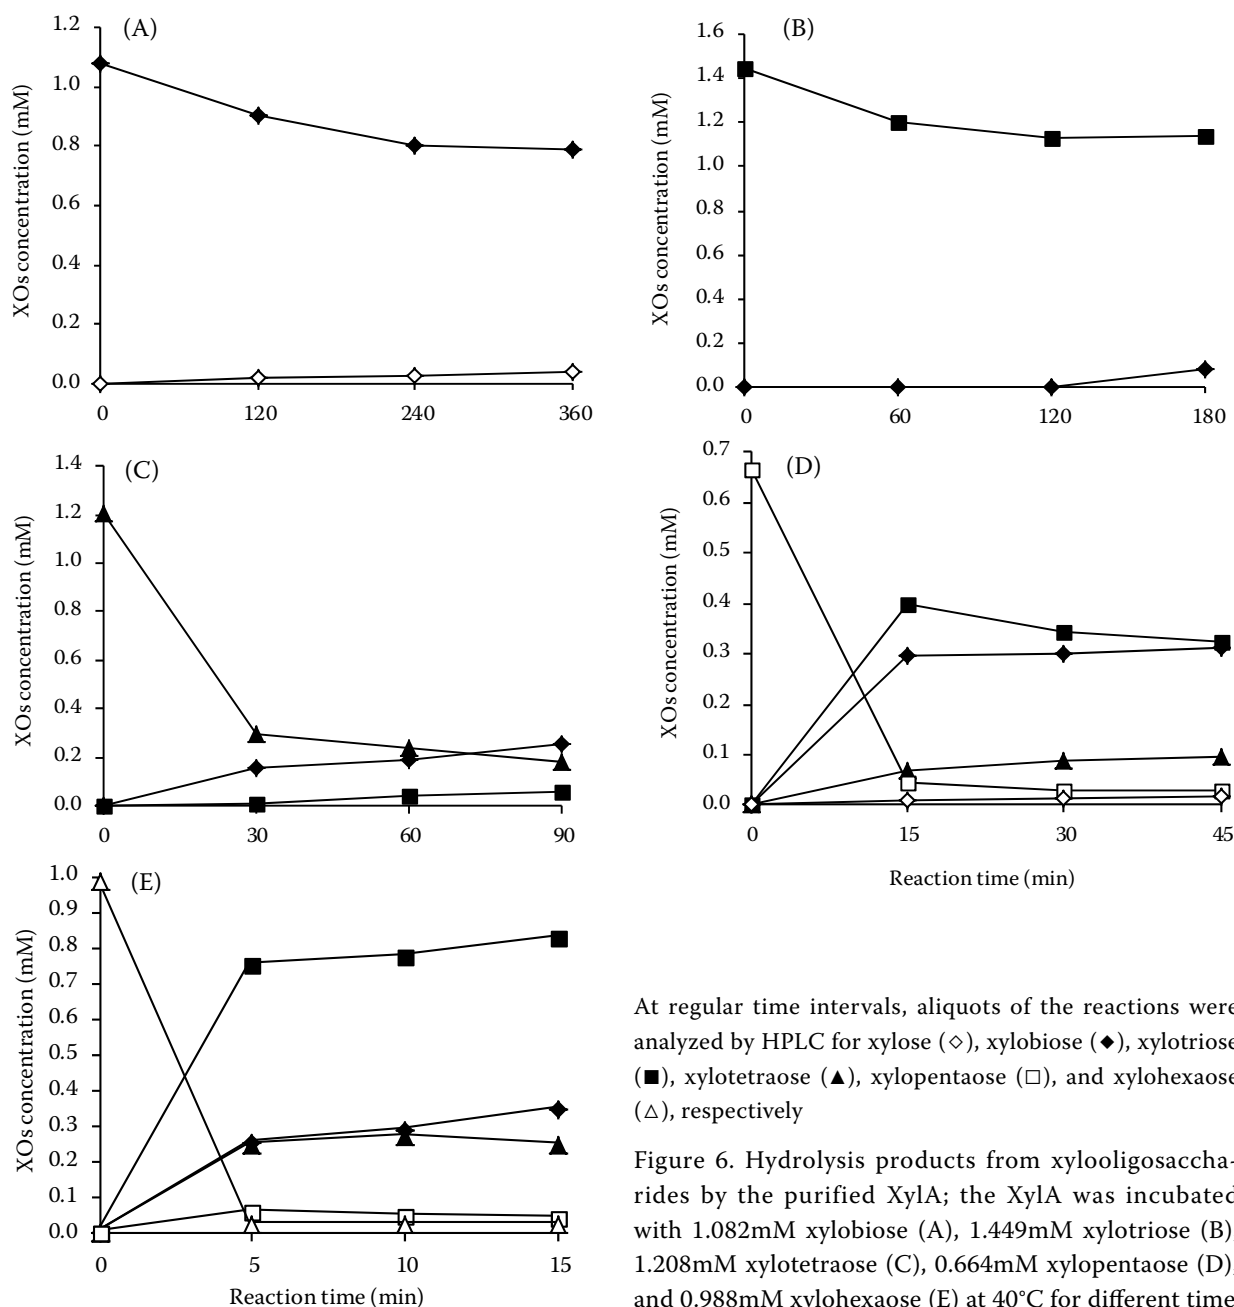 (A)
1.2
1.0
0.8
0.6
0.4
0.2
0.0
XOs concentration (mM)
0 120 240 360
(B)
1.6
1.4
1.2
1.0
0.8
0.6
0.4
0.2
0.0
XOs concentration (mM)
0 60 120 180
(C)
1.4
1.2
1.0
0.8
0.6
0.4
0.2
0.0
XOs concentration (mM)
0 30 60 90
(D)
0.7
0.6
0.5
0.4
0.3
0.2
0.1
0.0
XOs concentration (mM)
0 15 30 45
Reaction time (min)
(E)
1.0
0.9
0.8
0.7
0.6
0.5
0.4
0.3
0.2
0.1
0.0
XOs concentration (mM)
0 5 10 15
Reaction time (min)
At regular time intervals, aliquots of the reactions were
analyzed by HPLC for xylose (◇), xylobiose (◆), xylotriose
(■), xylotetraose (▲), xylopentaose (□), and xylohexaose
(△), respectively
Figure 6. Hydrolysis products from xylooligosaccha-
rides by the purified XylA; the XylA was incubated
with 1.082mM xylobiose (A), 1.449mM xylotriose (B),
1.208mM xylotetraose (C), 0.664mM xylopentaose (D),
and 0.988mM xylohexaose (E) at 40°C for different time